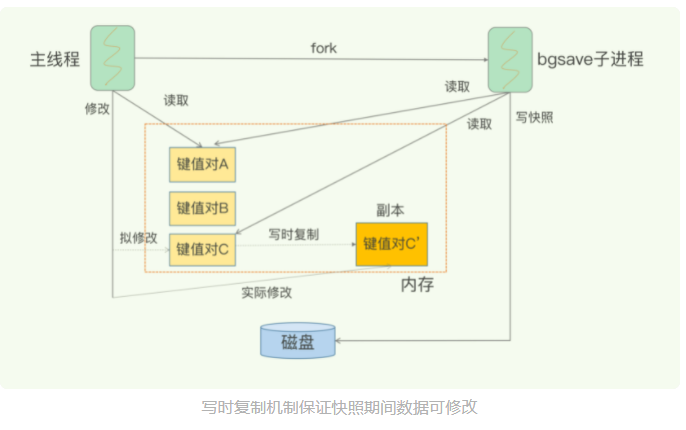 fork
主线程
bgsave子进程
修改
读取
读取
读取
写快照
键值对A
键值对B
副本
拟修改
键值对C
写时复制
键值对C’
实际修改
内存
磁盘
写时复制机制保证快照期间数据可修改